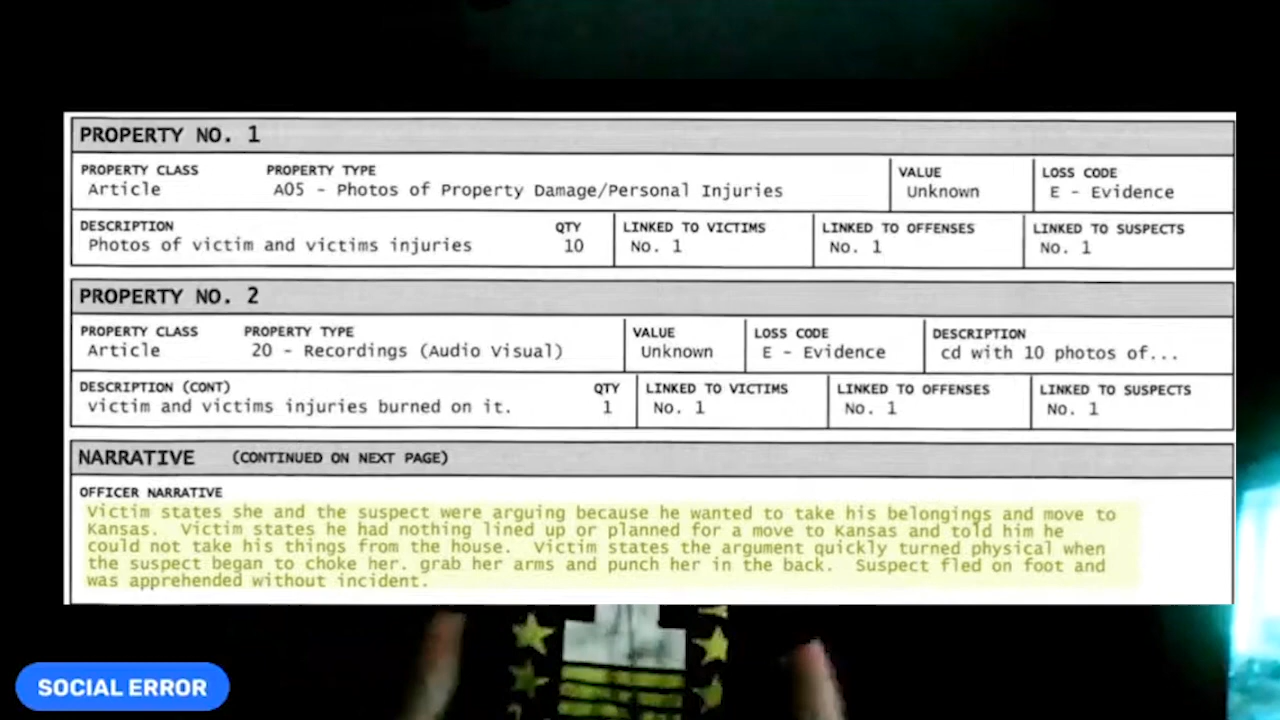 PROPERTY NO. 1
PROPERTY CLASS PROPERTY TYPE VALUE LOSS CODE
Article A05 - Photos of Property Damage/Personal Injuries Unknown E - Evidence
DESCRIPTION QTY LINKED TO VICTIMS LINKED TO OFFENSES LINKED TO SUSPECTS
Photos of victim and victims injuries 10 No. 1 No. 1 No. 1
PROPERTY NO. 2
PROPERTY CLASS PROPERTY TYPE VALUE LOSS CODE DESCRIPTION
Article 20 - Recordings (Audio Visual) Unknown E - Evidence cd with 10 photos of...
DESCRIPTION (CONT) QTY LINKED TO VICTIMS LINKED TO OFFENSES LINKED TO SUSPECTS
victim and victims injuries burned on it. 1 No. 1 No. 1 No. 1
NARRATIVE (CONTINUED ON NEXT PAGE)
OFFICER NARRATIVE
Victim states she and the suspect were arguing because he wanted to take his belongings and move to
Kansas. Victim states he had nothing lined up or planned for a move to Kansas and told him he
could not take his things from the house. Victim states the argument quickly turned physical when
the suspect began to choke her. grab her arms and punch her in the back. Suspect fled on foot and
was apprehended without incident.
SOCIAL ERROR